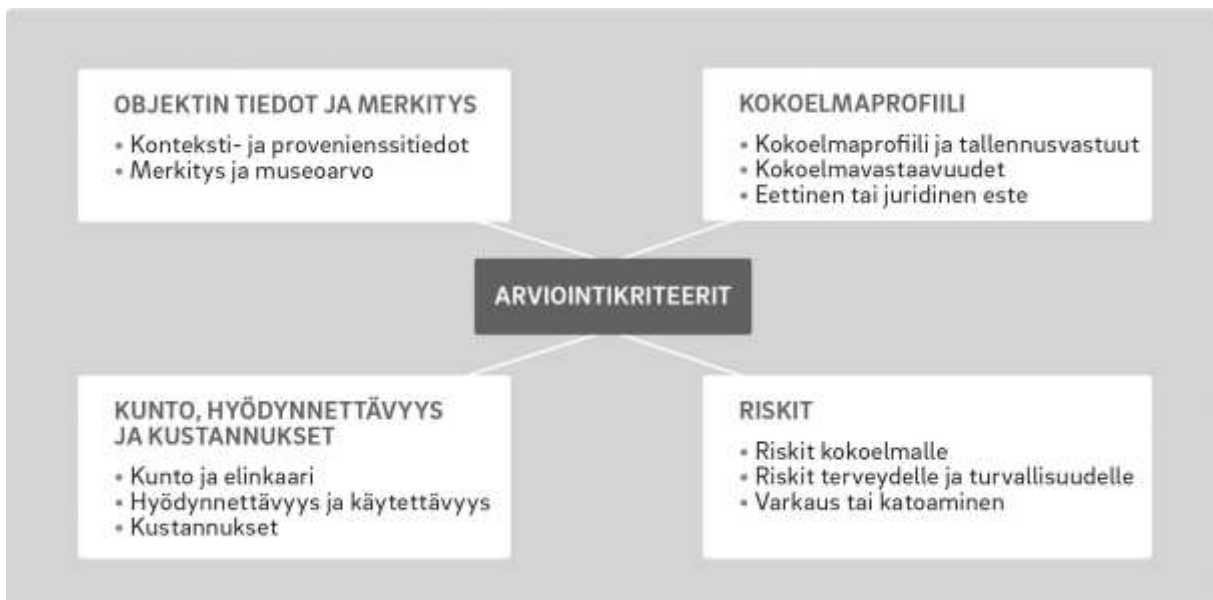 OBJEKTIN TIEDOT JA MERKITYS
• Konteksti- ja provenienssitiedot
• Merkitys ja museoarvo
KOKOELMAPROFIILI
• Kokoelmaprofiili ja tallennusvastuut
• Kokoelmavastaavuudet
• Eettinen tai juridinen este
ARVIOINTIKRITEERIT
KUNTO, HYÖDYNNETTÄVYYS
JA KUSTANNUKSET
• Kunto ja elinkaari
• Hyödynnettävyys ja käytettävyys
• Kustannukset
RISKIT
• Riskit kokoelmalle
• Riskit terveydelle ja turvallisuudelle
• Varkaus tai katoaminen